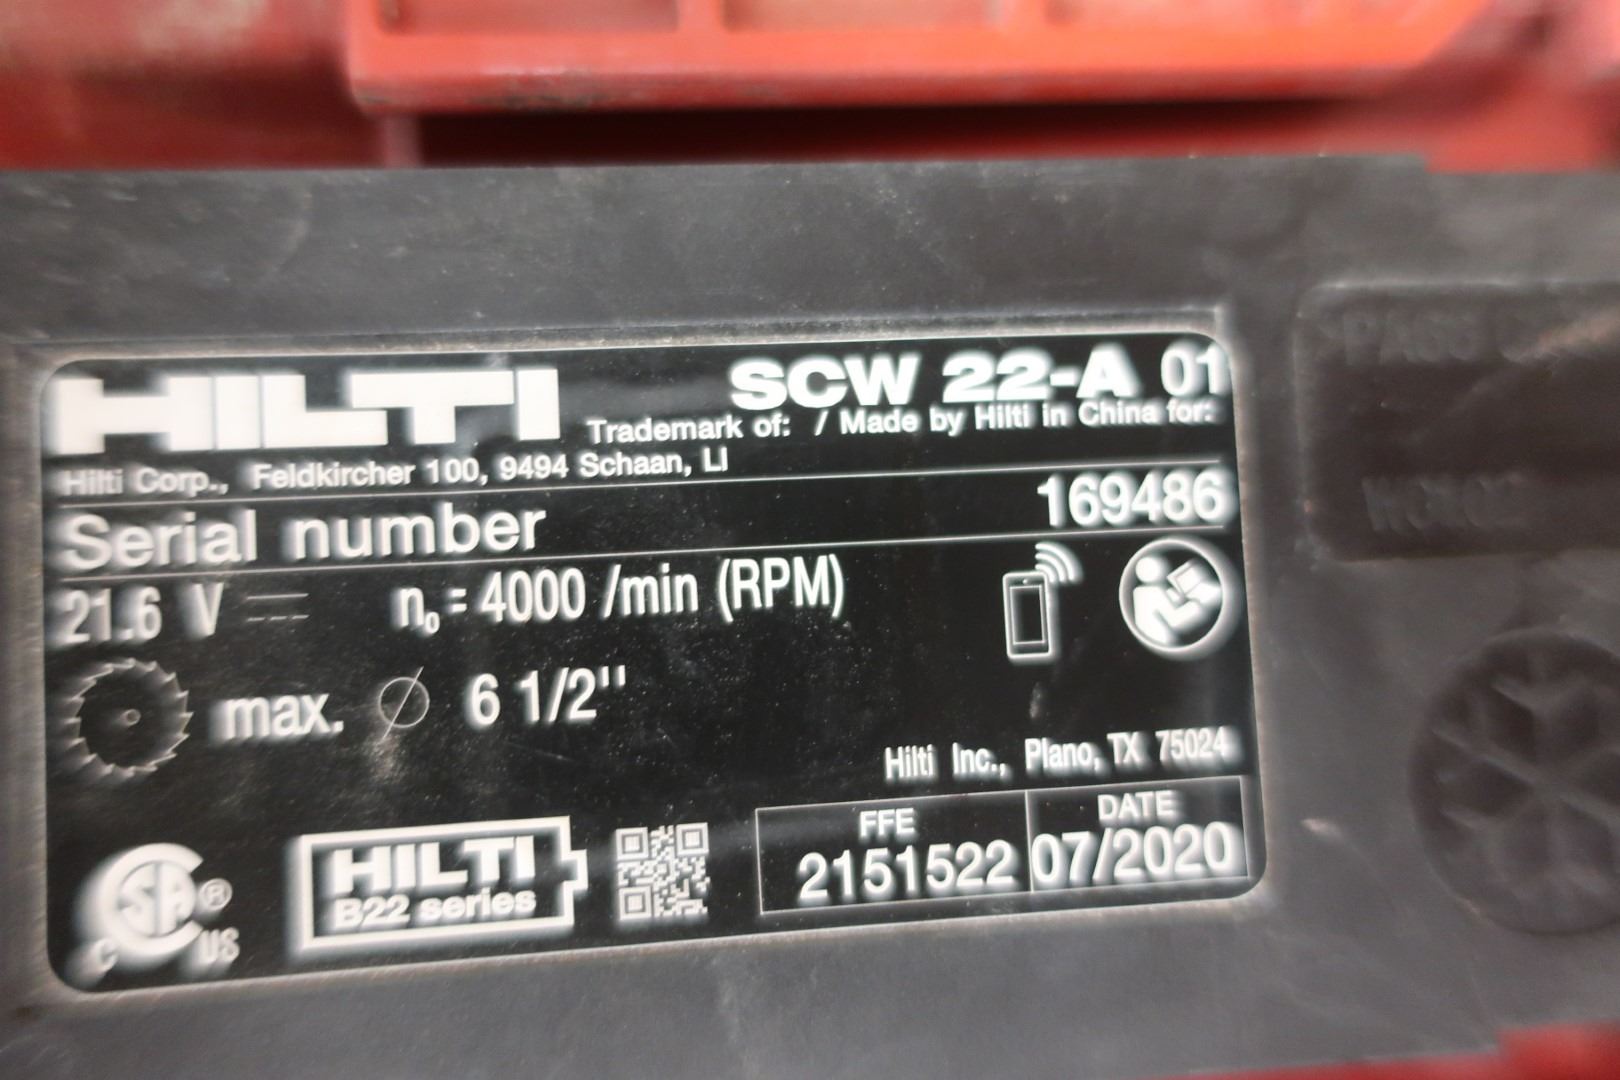 HILTI
SCW 22-A 01
Trademark of: / Made by Hilti in China for:
Hilti Corp., Feldkircher 100, 9494 Schaan, LI
Serial number 169486
21.6 V n₀ = 4000 /min (RPM)
max. ∅ 6 1/2"
Hilti Inc., Plano, TX 75024
FFE DATE
2151522 07/2020
CSA ®
C US
HILTI
B22 series